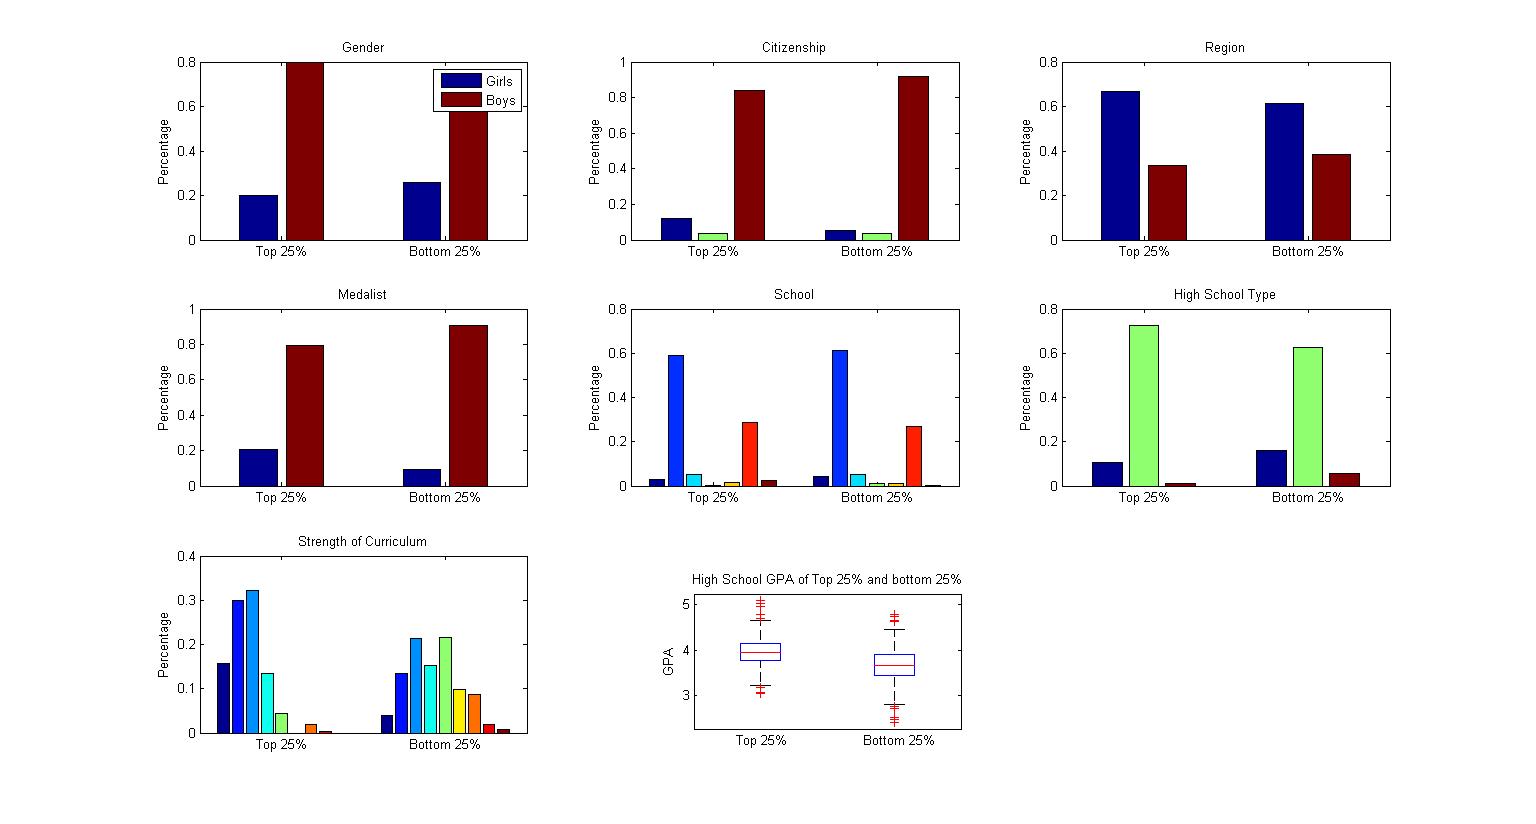 Gender
0.8
0.6
0.4
0.2
0
Percentage
Girls
Boys
Top 25%
Bottom 25%
Citizenship
1
0.8
0.6
0.4
0.2
0
Percentage
Top 25%
Bottom 25%
Region
0.8
0.6
0.4
0.2
0
Percentage
Top 25%
Bottom 25%
Medalist
1
0.8
0.6
0.4
0.2
0
Percentage
Top 25%
Bottom 25%
School
0.8
0.6
0.4
0.2
0
Percentage
Top 25%
Bottom 25%
High School Type
0.8
0.6
0.4
0.2
0
Percentage
Top 25%
Bottom 25%
Strength of Curriculum
0.4
0.3
0.2
0.1
0
Percentage
Top 25%
Bottom 25%
High School GPA of Top 25% and bottom 25%
5
4
3
GPA
Top 25%
Bottom 25%